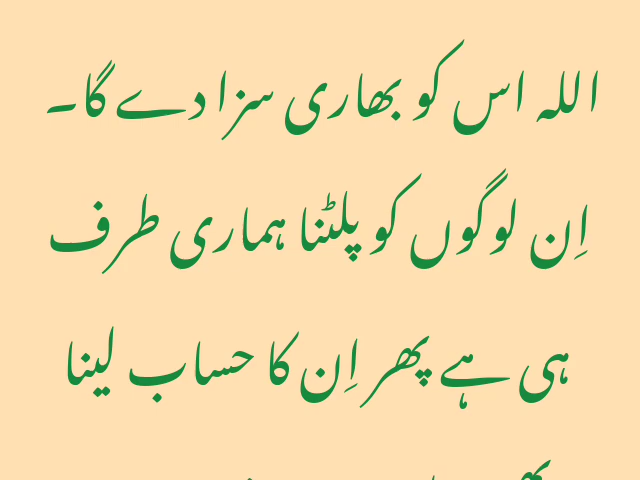 اللہ اس کو بھاری سزا دے گا۔
اِن لوگوں کو پلٹنا ہماری طرف
ہی ہے پھر اِن کا حساب لینا